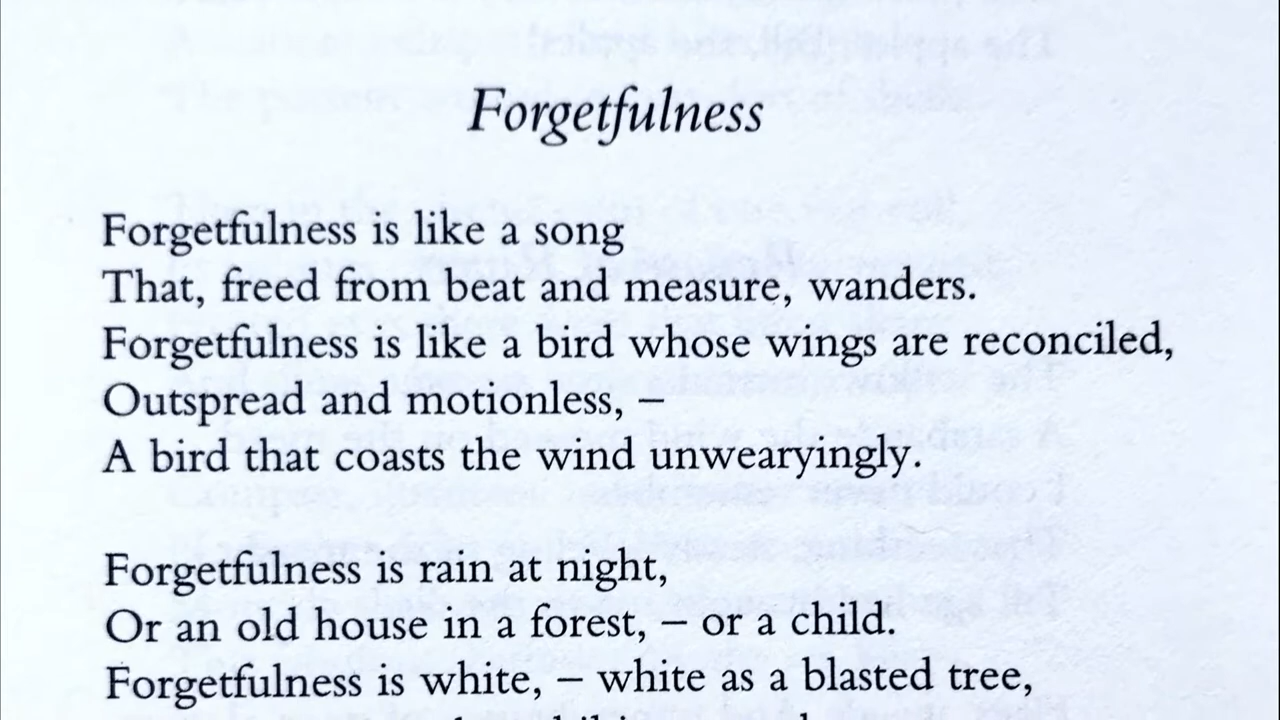 Forgetfulness
Forgetfulness is like a song
That, freed from beat and measure, wanders.
Forgetfulness is like a bird whose wings are reconciled,
Outspread and motionless, –
A bird that coasts the wind unwearyingly.
Forgetfulness is rain at night,
Or an old house in a forest, – or a child.
Forgetfulness is white, – white as a blasted tree,